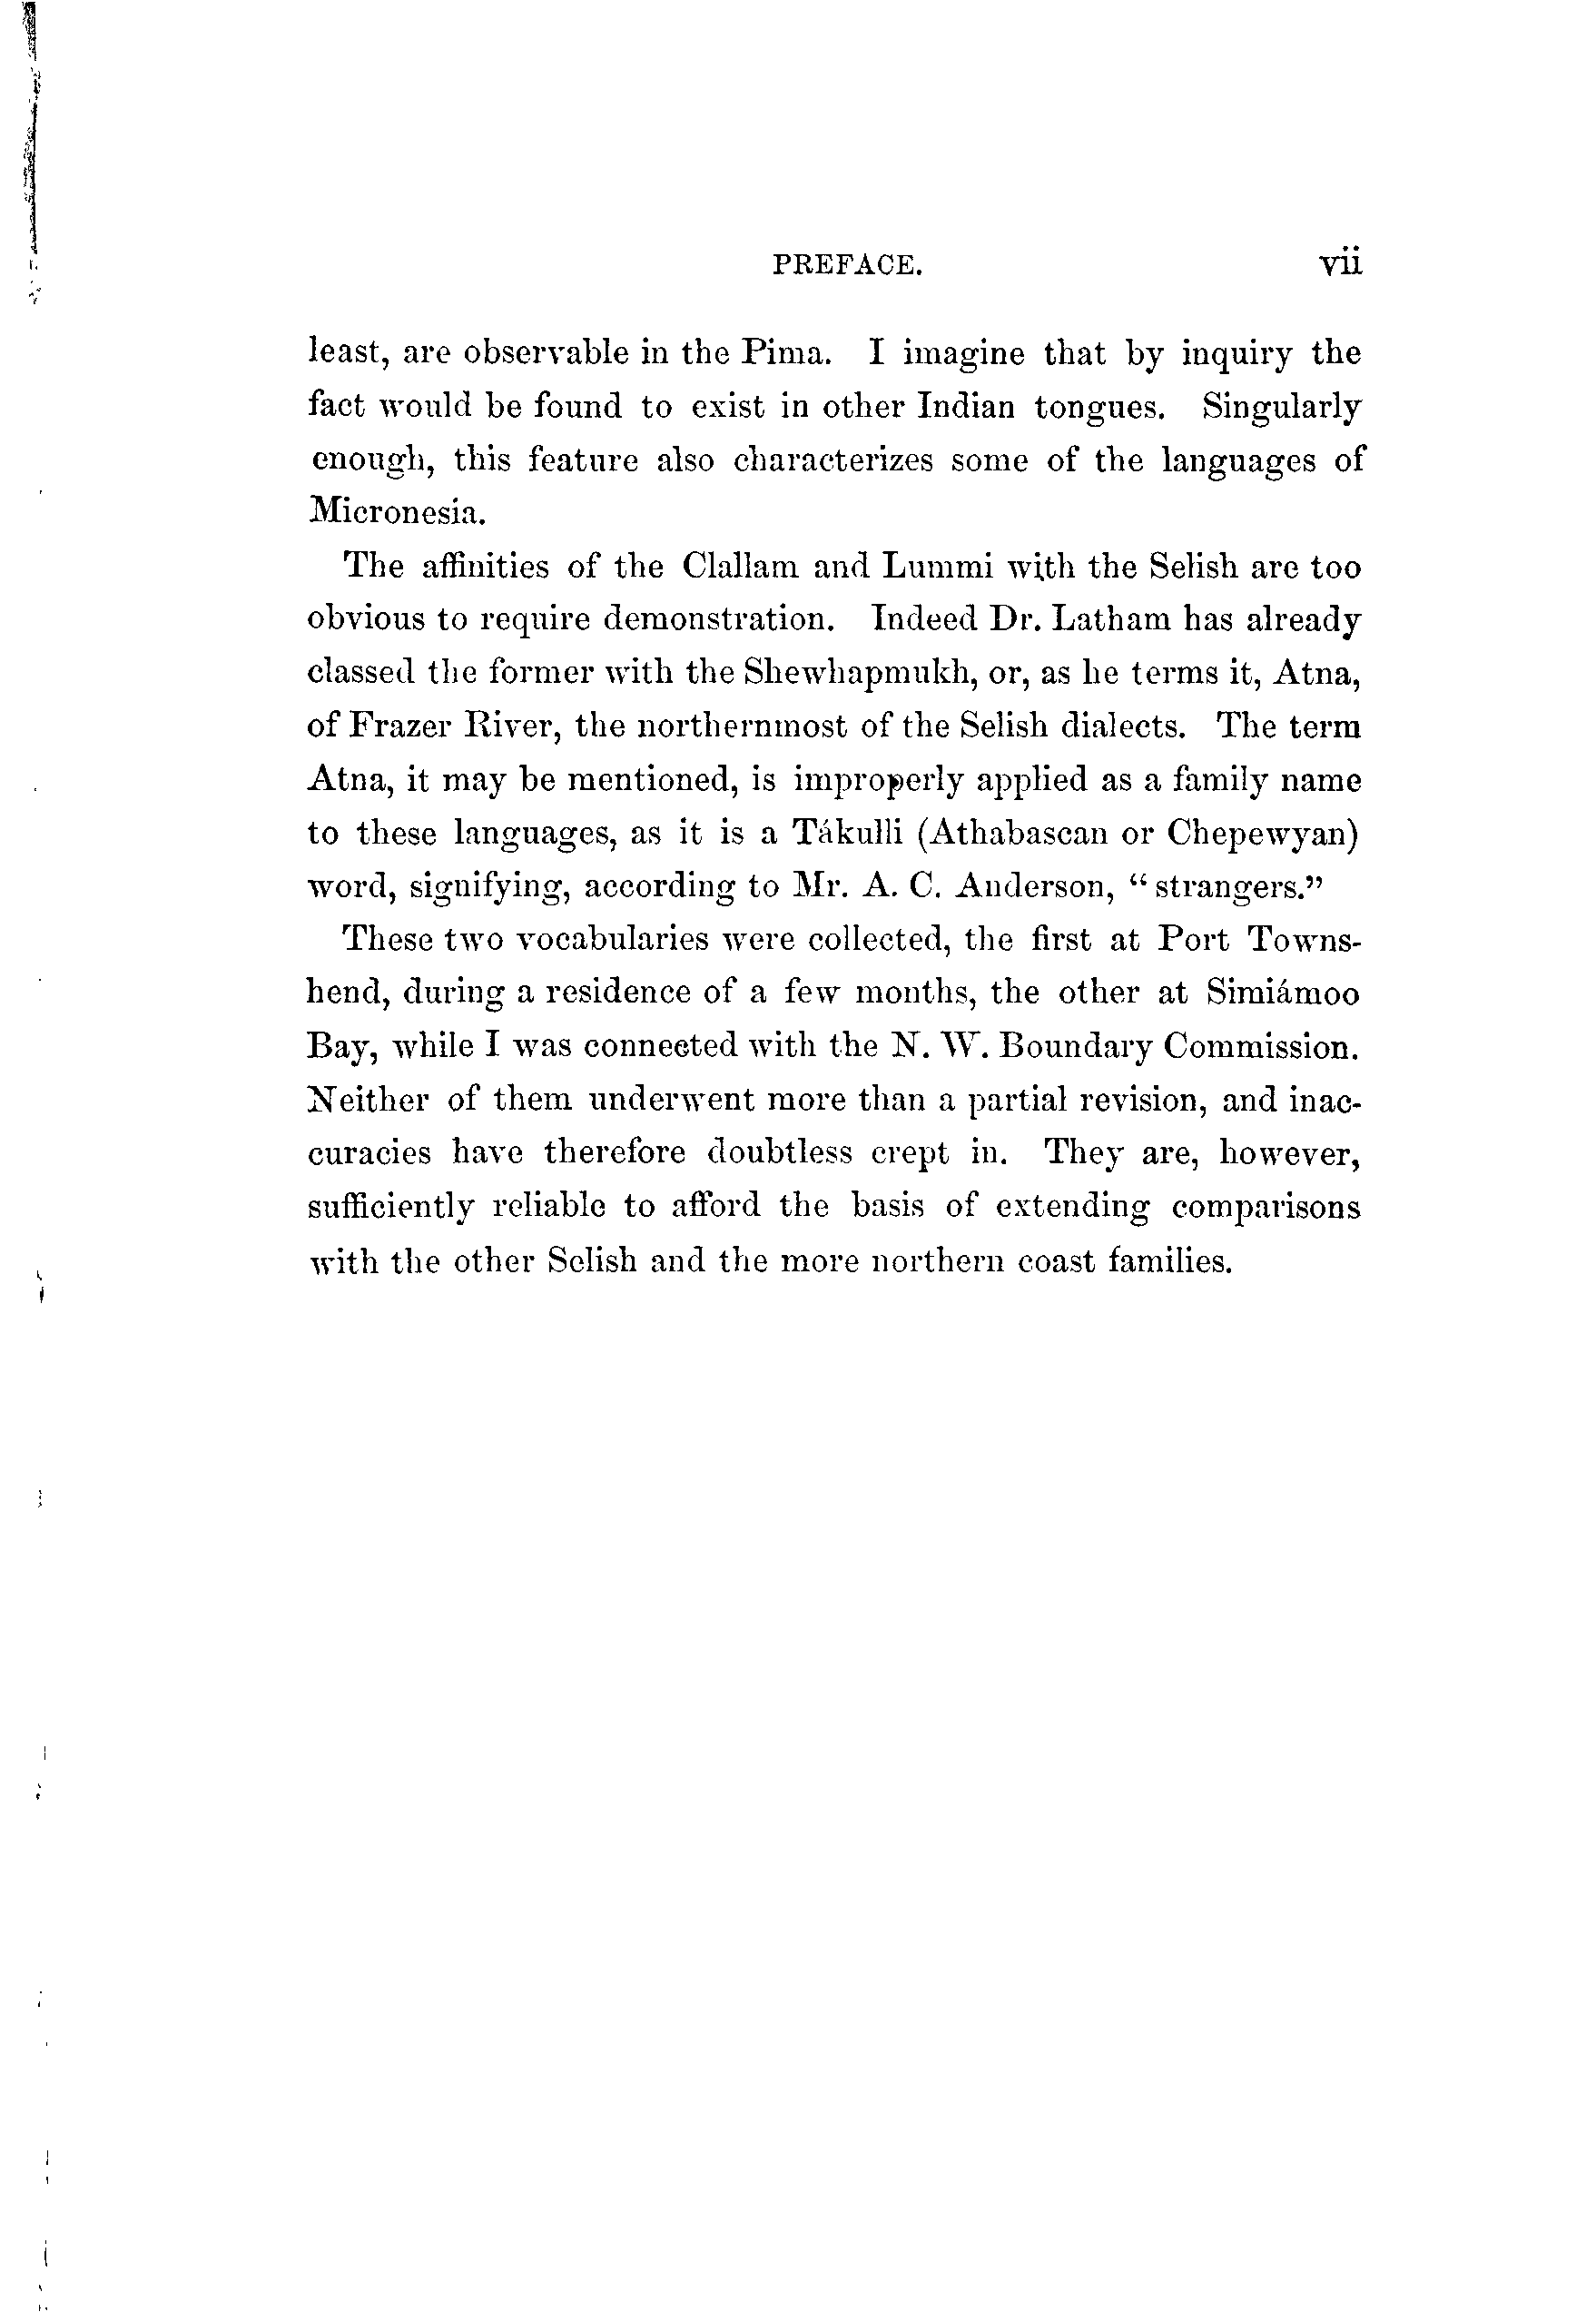 PREFACE. vii
least, are observable in the Pima. I imagine that by inquiry the
fact would be found to exist in other Indian tongues. Singularly
enough, this feature also characterizes some of the languages of
Micronesia.
The affinities of the Clallam and Lummi with the Selish are too
obvious to require demonstration. Indeed Dr. Latham has already
classed the former with the Shewhapmukh, or, as he terms it, Atna,
of Frazer River, the northernmost of the Selish dialects. The term
Atna, it may be mentioned, is improperly applied as a family name
to these languages, as it is a Tákulli (Athabascan or Chepewyan)
word, signifying, according to Mr. A. C. Anderson, “strangers.”
These two vocabularies were collected, the first at Port Towns-
hend, during a residence of a few months, the other at Simiámoo
Bay, while I was connected with the N. W. Boundary Commission.
Neither of them underwent more than a partial revision, and inac-
curacies have therefore doubtless crept in. They are, however,
sufficiently reliable to afford the basis of extending comparisons
with the other Selish and the more northern coast families.